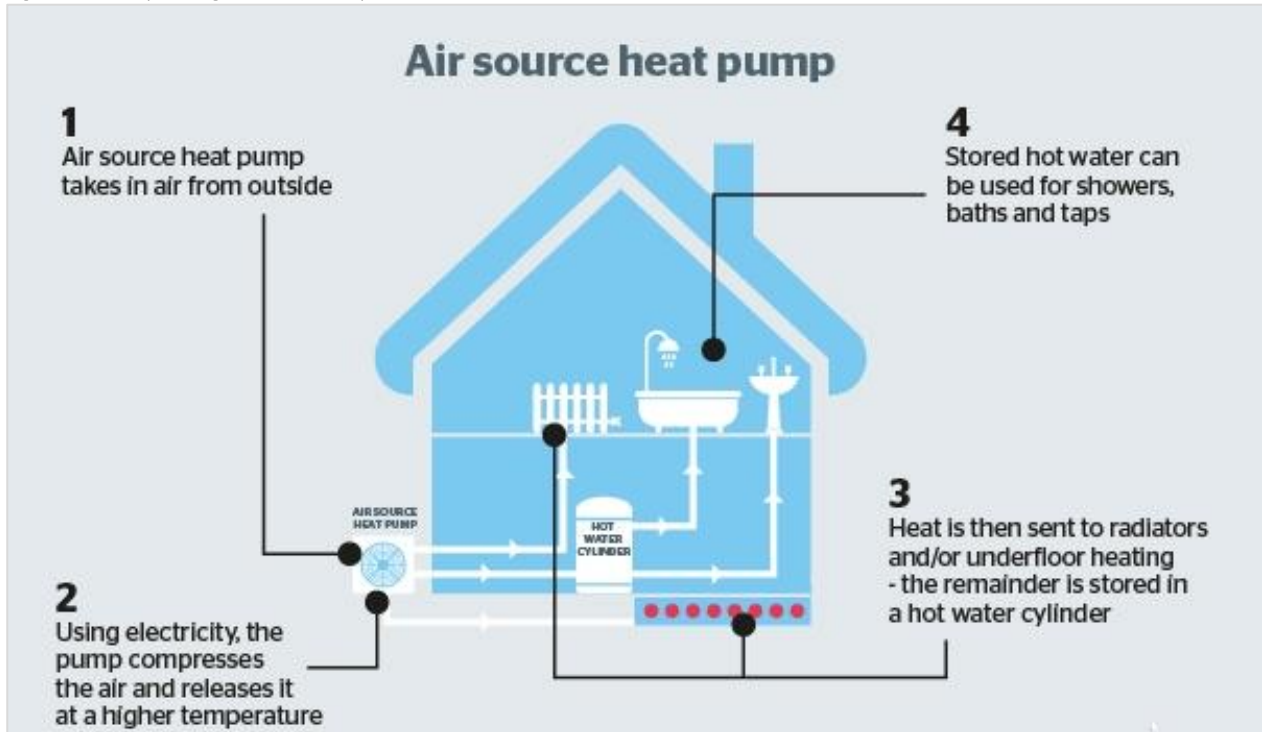 Air source heat pump
1
Air source heat pump
takes in air from outside
2
Using electricity, the
pump compresses
the air and releases it
at a higher temperature
3
Heat is then sent to radiators
and/or underfloor heating
- the remainder is stored in
a hot water cylinder
4
Stored hot water can
be used for showers,
baths and taps
AIR SOURCE
HEAT PUMP
HOT
WATER
CYLINDER